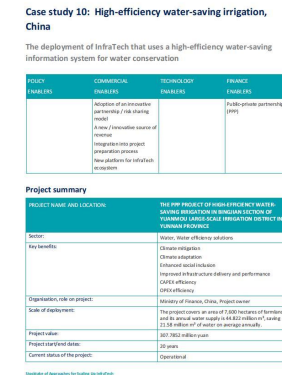 Case study 10: High-efficiency water-saving irrigation,
China
The deployment of InfraTech that uses a high-efficiency water-saving
information system for water conservation
POLICY
ENABLERS
COMMERCIAL
ENABLERS
TECHNOLOGY
ENABLERS
FINANCE
ENABLERS
Adoption of an innovative
partnership / risk sharing
model
A new / innovative source of
revenue
Integration into project
preparation process
New platform for InfraTech
ecosystem
Public-private partnership
(PPP)
Project summary
PROJECT NAME AND LOCATION:
THE PPP PROJECT OF HIGH-EFFICIENCY WATER-
SAVING IRRIGATION IN BINGJIAN SECTION OF
YUANMOU LARGE-SCALE IRRIGATION DISTRICT IN
YUNNAN PROVINCE
Sector:
Water, Water efficiency solutions
Key benefits:
Climate mitigation
Climate adaptation
Enhanced social inclusion
Improved infrastructure delivery and performance
CAPEX efficiency
OPEX efficiency
Organisation, role on project:
Ministry of Finance, China, Project owner
Scale of deployment:
The project covers an area of 7,600 hectares of farmland
and its annual water supply is 44.822 million m³, saving
21.58 million m³ of water on average annually.
Project value:
307.7852 million yuan
Project start/end dates:
20 years
Current status of the project:
Operational